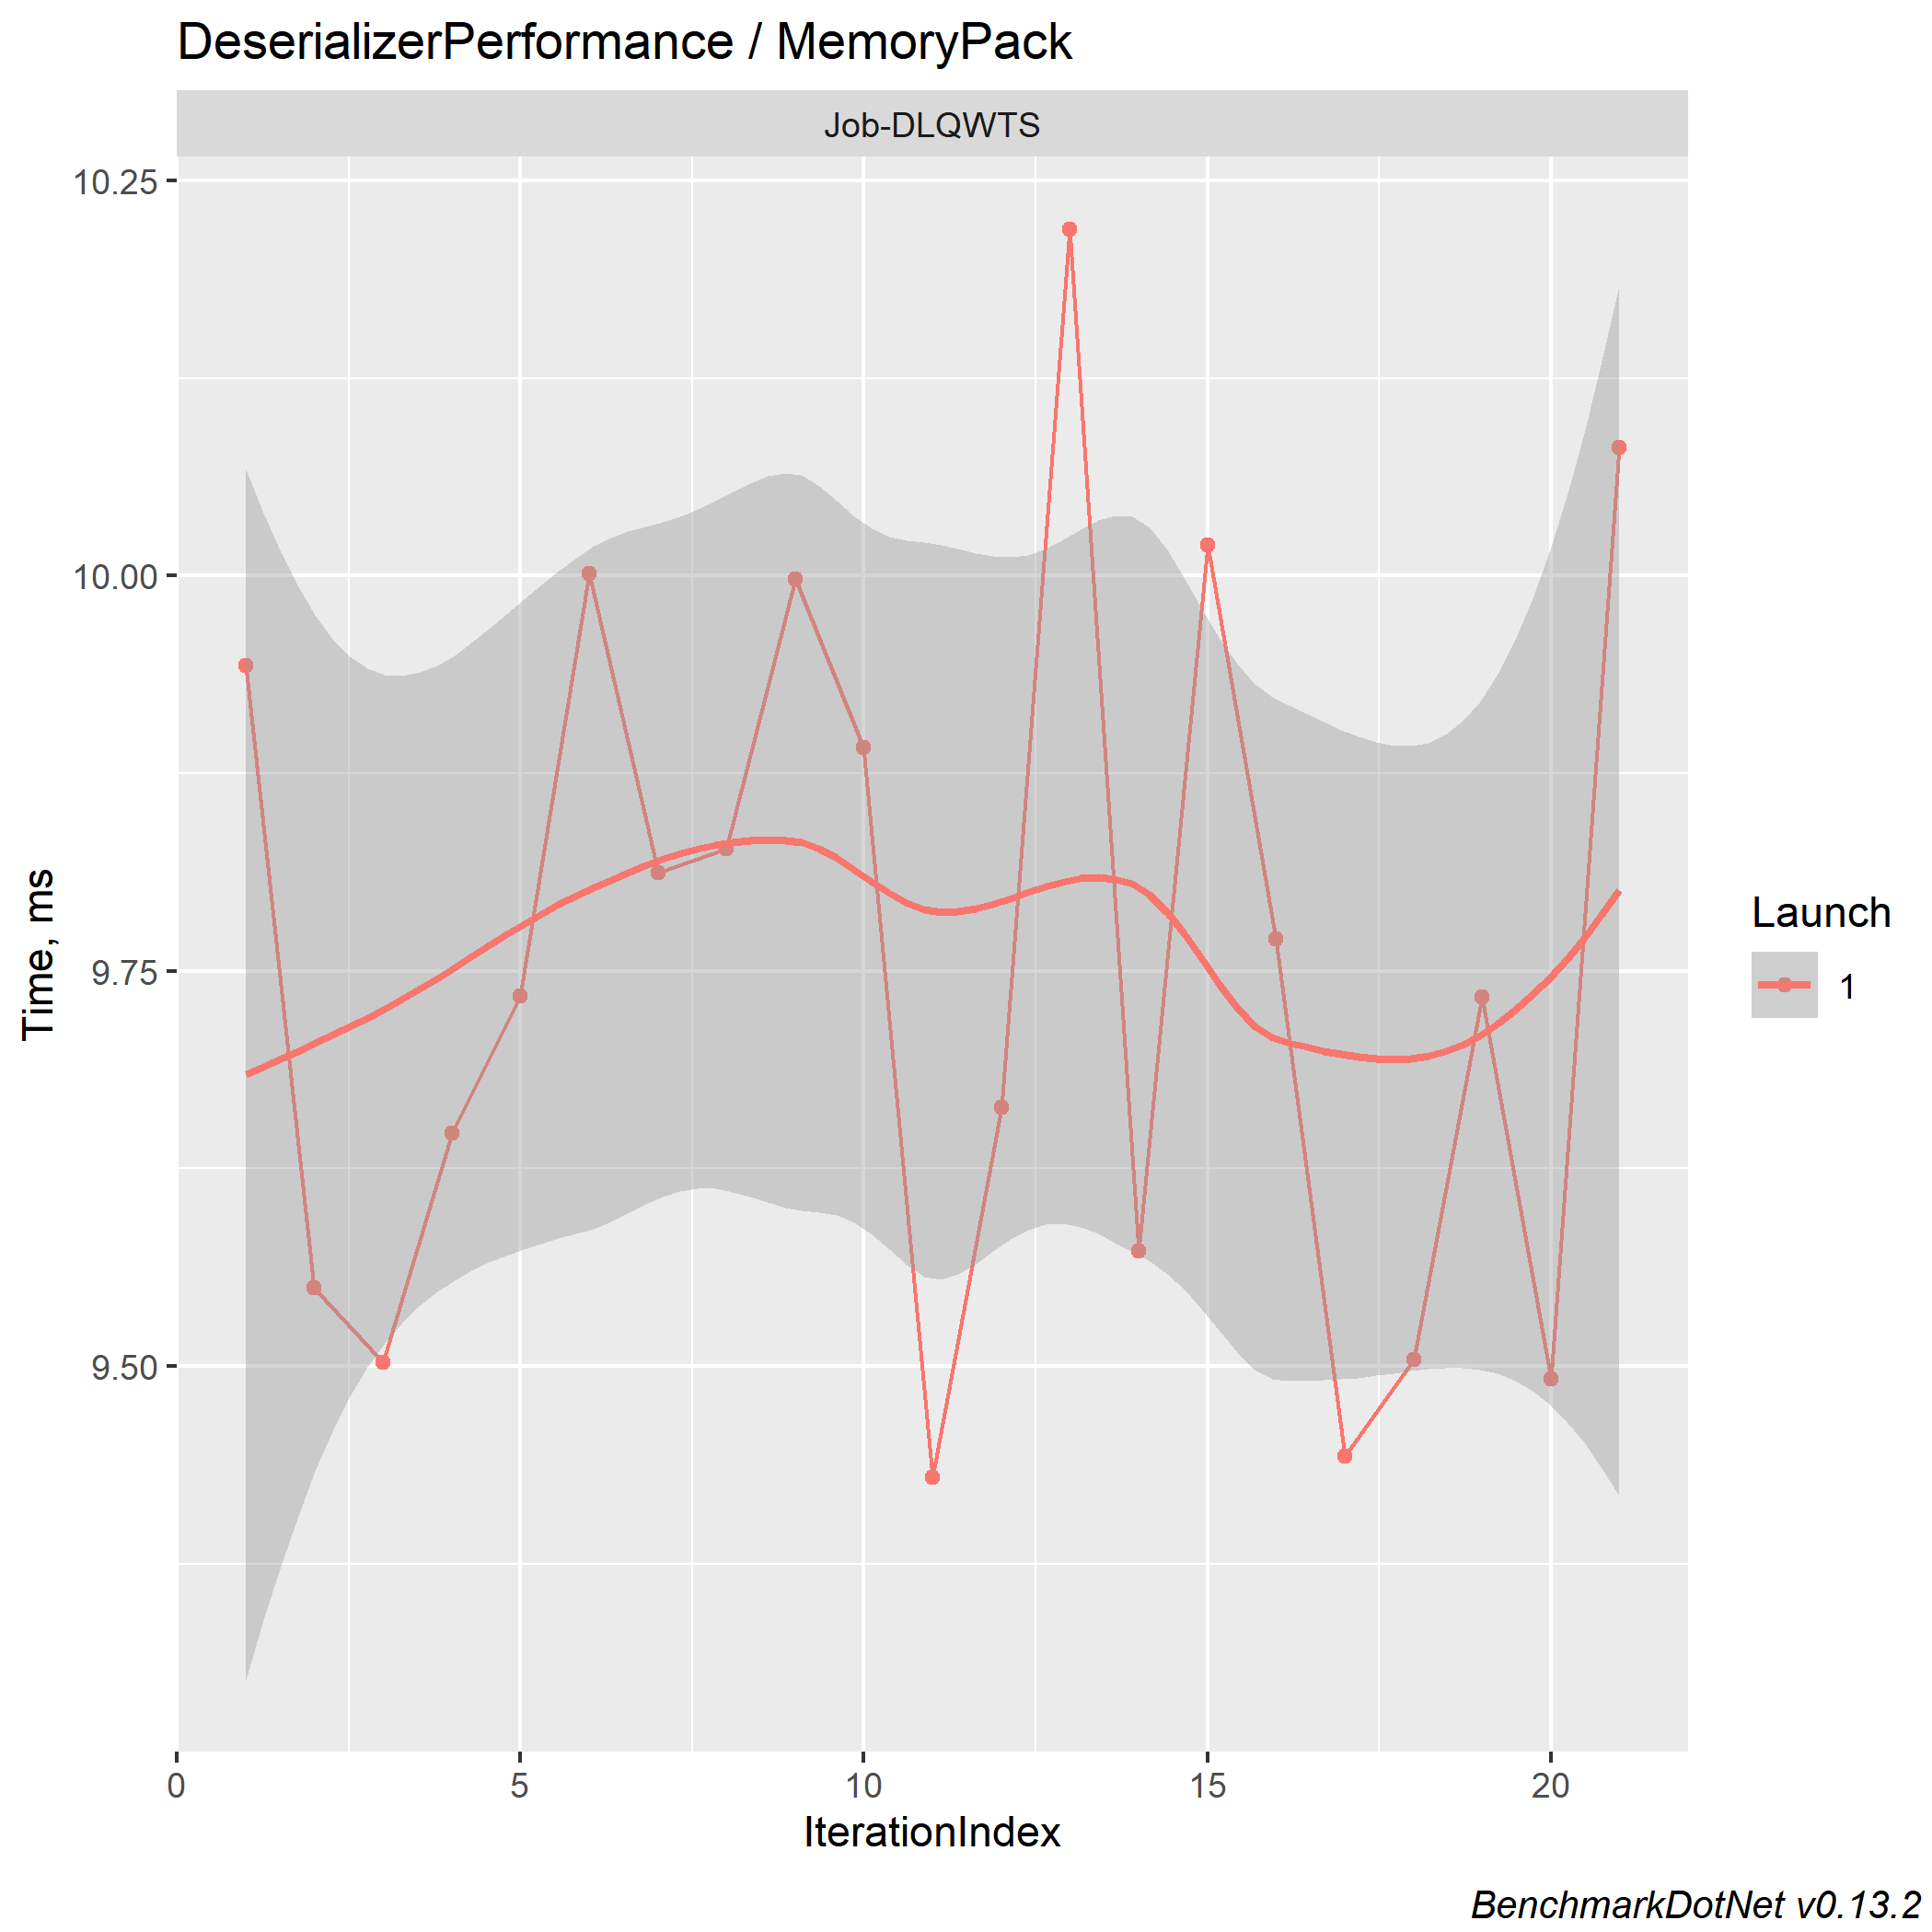 DeserializerPerformance / MemoryPack
Job-DLQWTS
10.25
10.00
9.75
9.50
Time, ms
0 5 10 15 20
IterationIndex
Launch
1
BenchmarkDotNet v0.13.2